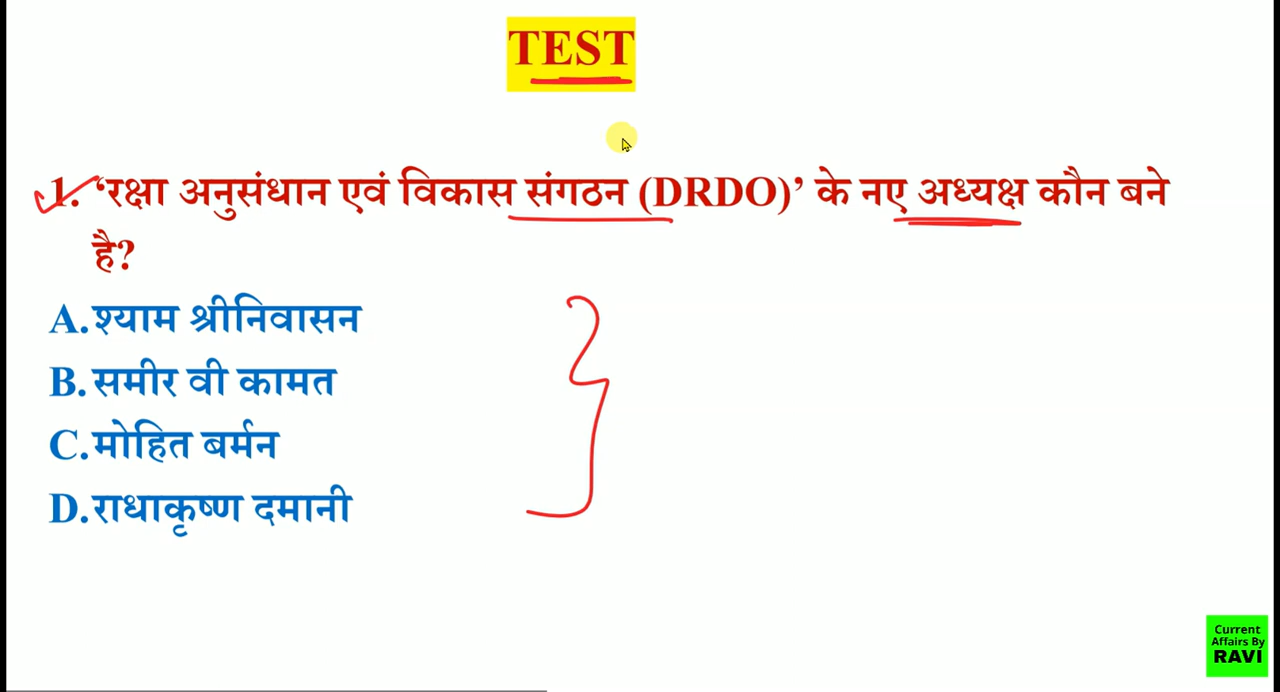 TEST
1. ‘रक्षा अनुसंधान एवं विकास संगठन (DRDO)’ के नए अध्यक्ष कौन बने
है?
A.श्याम श्रीनिवासन
B.समीर वी कामत
C.मोहित बर्मन
D.राधाकृष्ण दमानी
Current
Affairs By
RAVI